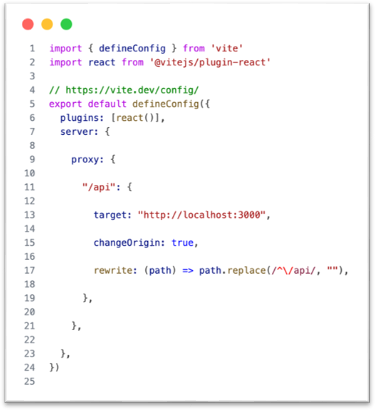 1 import { defineConfig } from 'vite'
2 import react from '@vitejs/plugin-react'
3
4 // https://vite.dev/config/
5 export default defineConfig({
6   plugins: [react()],
7   server: {
8
9     proxy: {
10
11       "/api": {
12
13         target: "http://localhost:3000",
14
15         changeOrigin: true,
16
17         rewrite: (path) => path.replace(/^\/api/, ""),
18
19       },
20
21     },
22
23   },
24 })
25